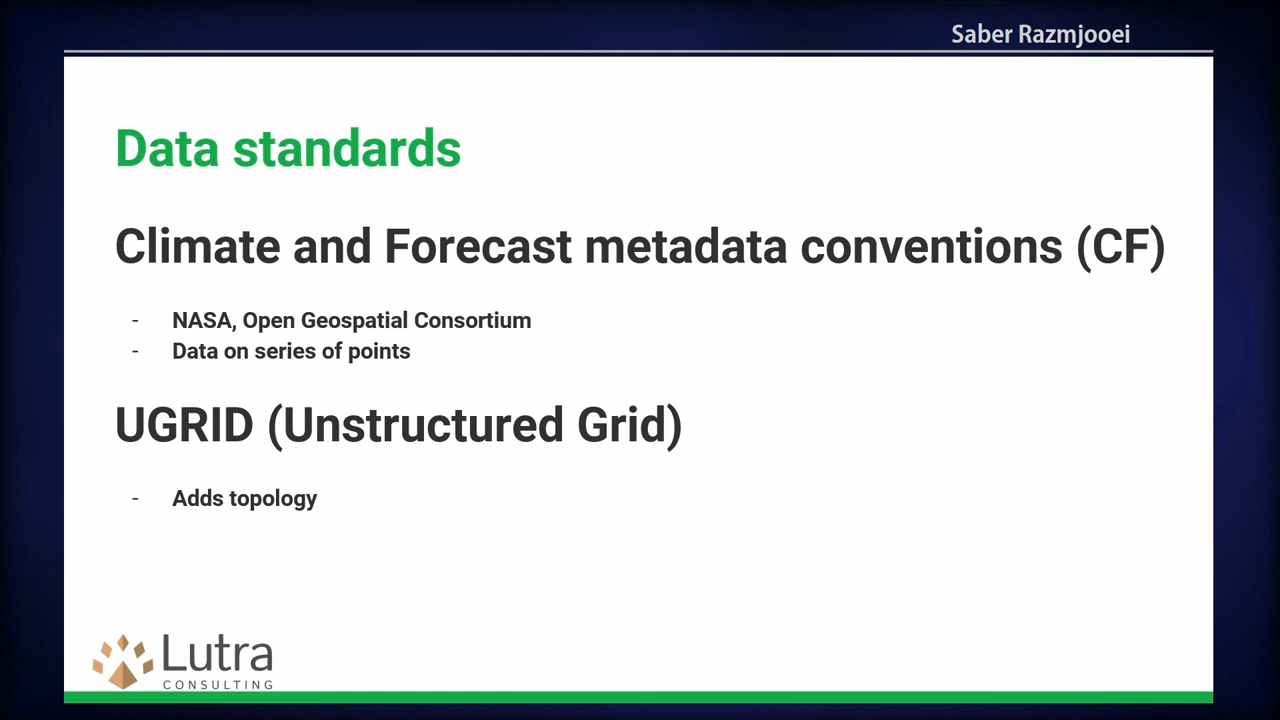 Saber Razmjooei
Data standards
Climate and Forecast metadata conventions (CF)
- NASA, Open Geospatial Consortium
- Data on series of points
UGRID (Unstructured Grid)
- Adds topology
Lutra
CONSULTING